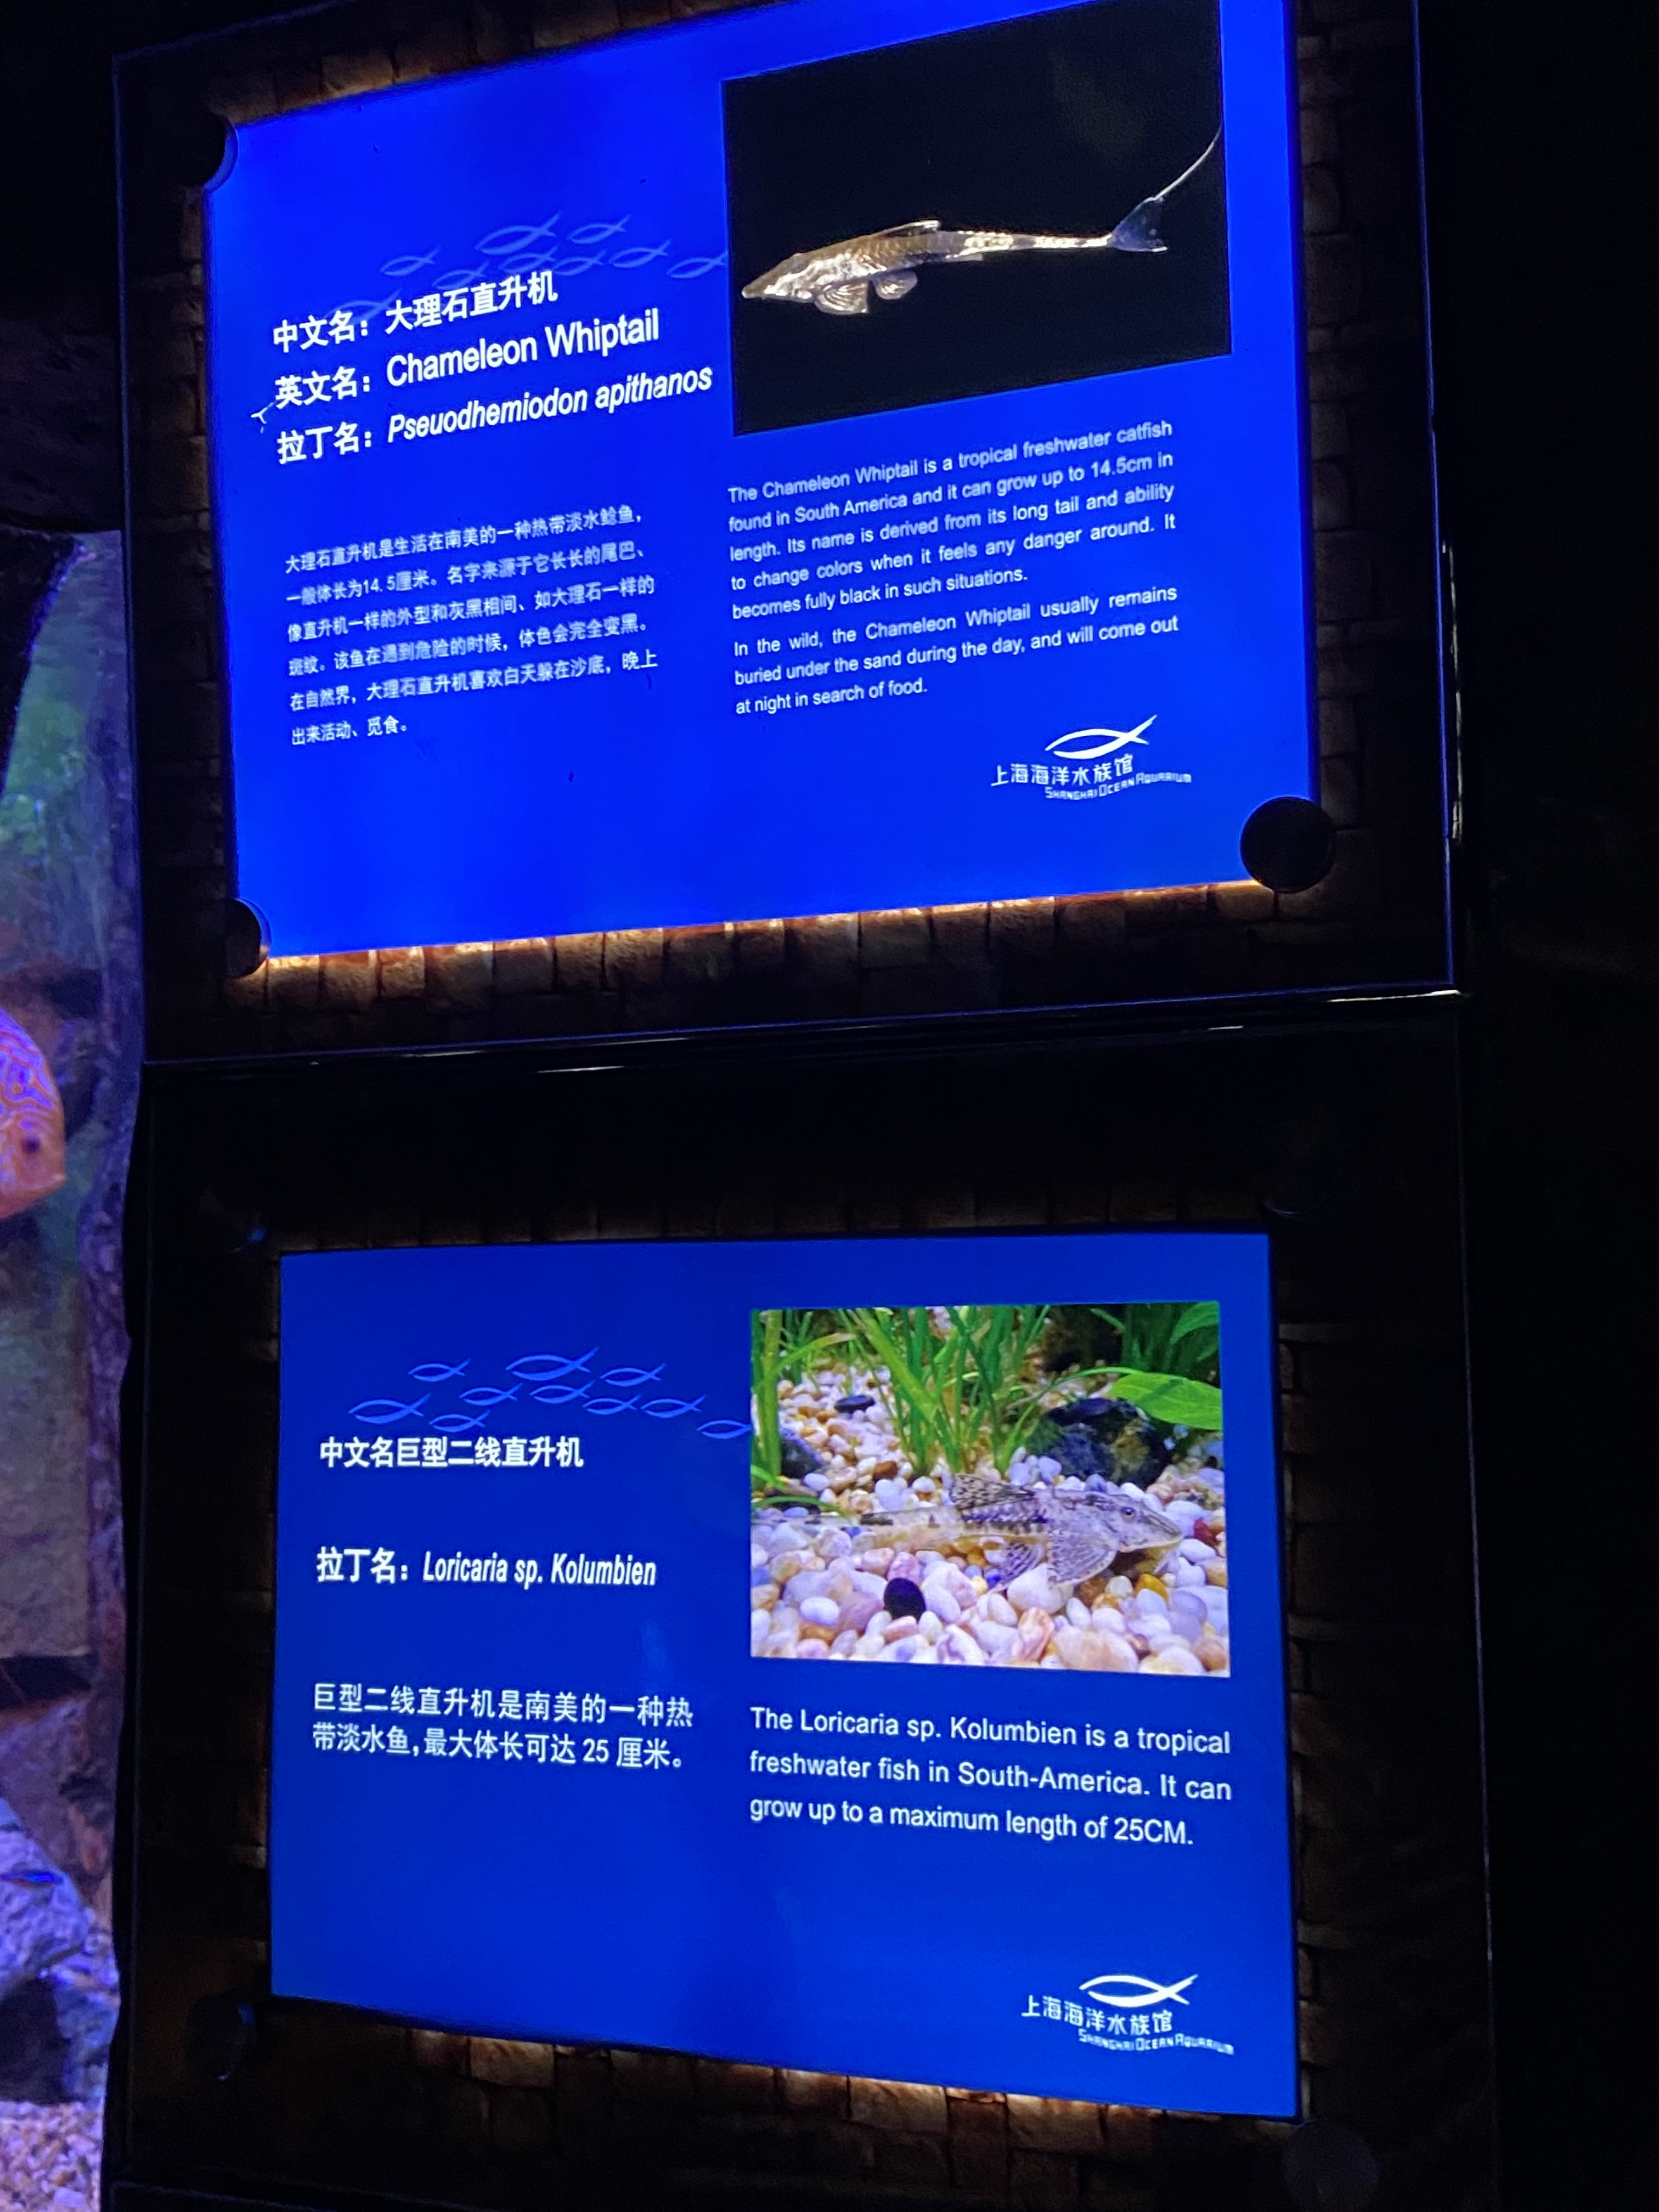 中文名：大理石直升机
英文名：Chameleon Whiptail
拉丁名：Pseuodhemiodon apithanos
大理石直升机是生活在南美的一种热带淡水鲶鱼，
一般体长为14.5厘米。名字来源于它长长的尾巴、
像直升机一样的外型和灰黑相间、如大理石一样的
斑纹。该鱼在遇到危险的时候，体色会完全变黑。
在自然界，大理石直升机喜欢白天躲在沙底，晚上
出来活动、觅食。
The Chameleon Whiptail is a tropical freshwater catfish
found in South America and it can grow up to 14.5cm in
length. Its name is derived from its long tail and ability
to change colors when it feels any danger around. It
becomes fully black in such situations.
In the wild, the Chameleon Whiptail usually remains
buried under the sand during the day, and will come out
at night in search of food.
上海海洋水族馆
SHANGHAI OCEAN AQUARIUM
中文名巨型二线直升机
拉丁名：Loricaria sp. Kolumbien
巨型二线直升机是南美的一种热
带淡水鱼,最大体长可达 25 厘米。
The Loricaria sp. Kolumbien is a tropical
freshwater fish in South-America. It can
grow up to a maximum length of 25CM.
上海海洋水族馆
SHANGHAI OCEAN AQUARIUM